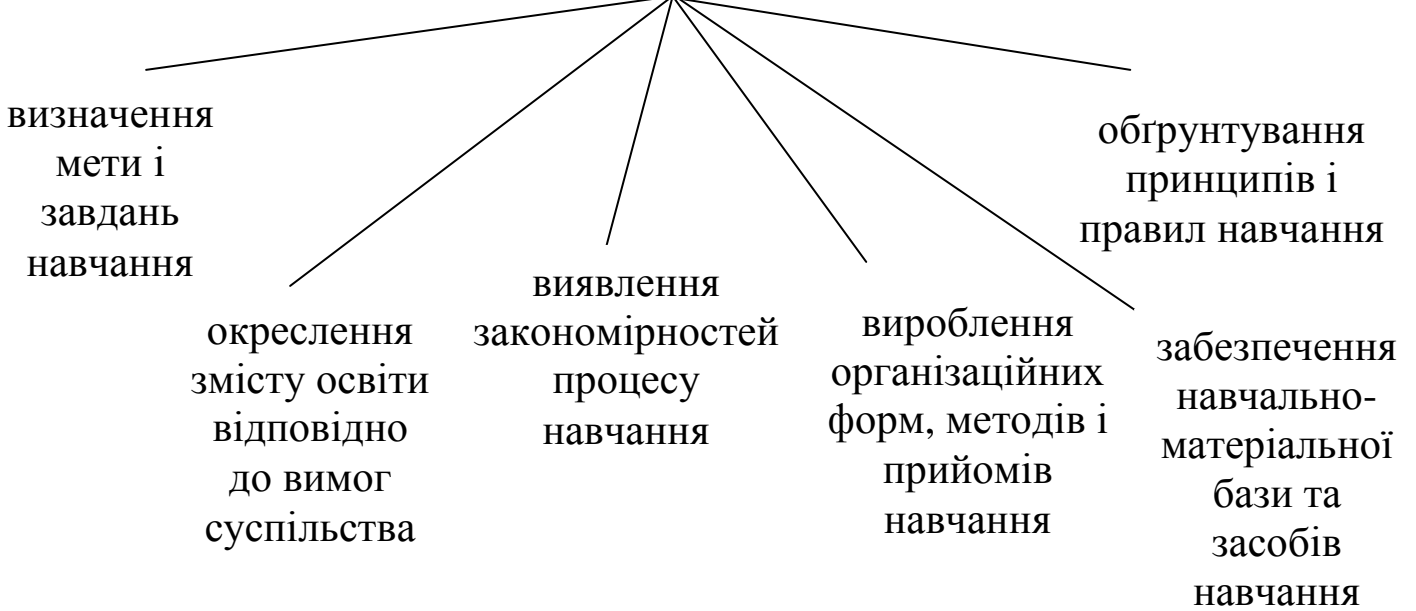 визначення
мети і
завдань
навчання
окреслення
змісту освіти
відповідно
до вимог
суспільства
виявлення
закономірностей
процесу
навчання
вироблення
організаційних
форм, методів і
прийомів
навчання
забезпечення
навчально-
матеріальної
бази та
засобів
навчання
обґрунтування
принципів і
правил навчання